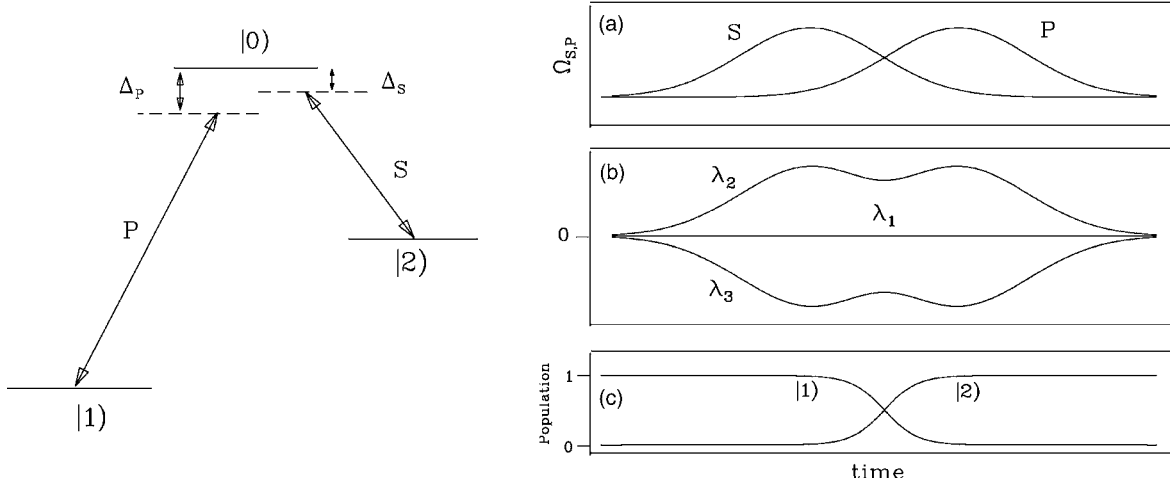 |0)
Δ_P
Δ_S
P
S
|2)
|1)
(a)
S
P
Ω_S,P
(b)
λ_2
λ_1
0
λ_3
Population
1
(c)
|1)
|2)
0
time